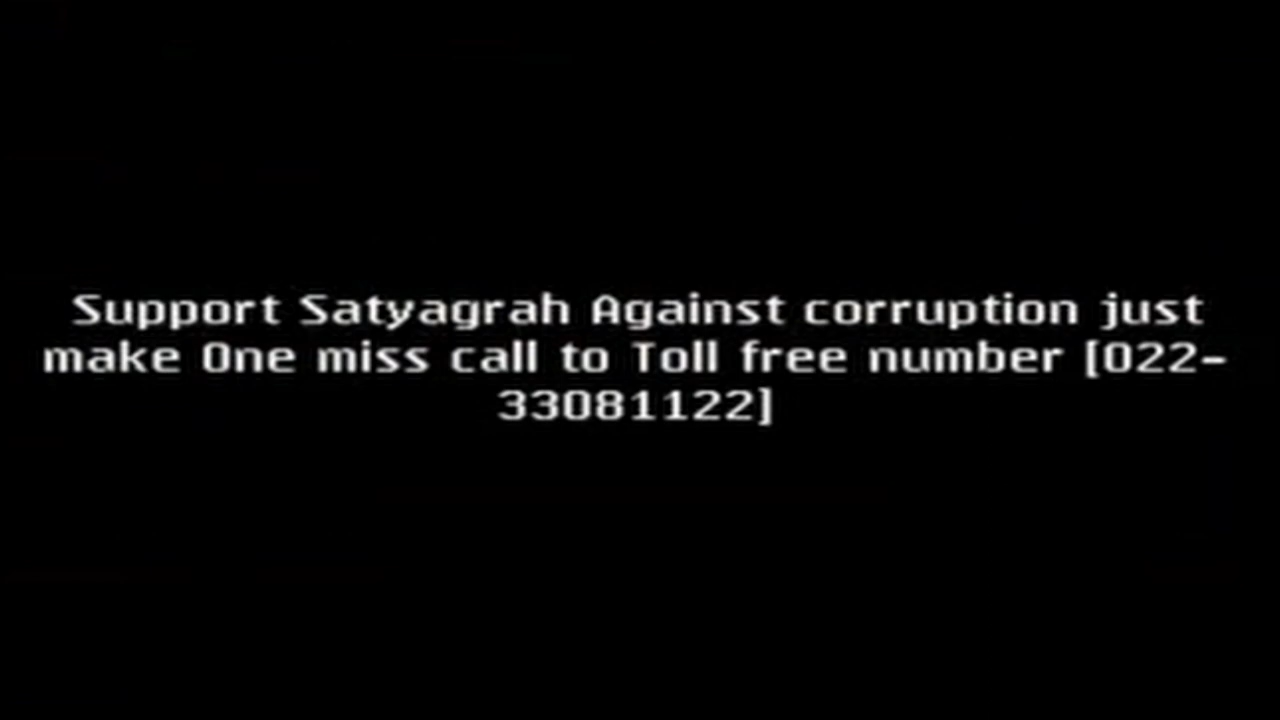 Support Satyagrah Against corruption just
make One miss call to Toll free number [022-
33081122]